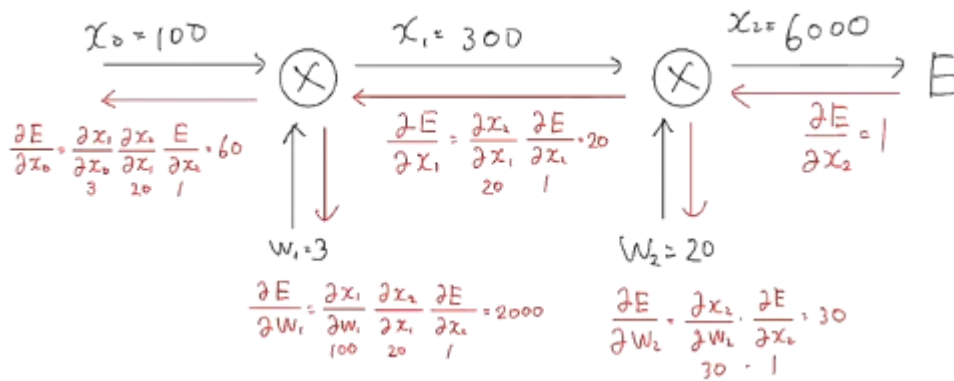 x₀ = 100
x₁ = 300
x₂ = 6000
E
∂E/∂x₀ = ∂x₁/∂x₀ ∂x₂/∂x₁ E/∂x₂ = 60
3 20 1
∂E/∂x₁ = ∂x₂/∂x₁ ∂E/∂x₂ = 20
20 1
∂E/∂x₂ = 1
w₁ = 3
W₂ = 20
∂E/∂w₁ = ∂x₁/∂w₁ ∂x₂/∂x₁ ∂E/∂x₂ = 2000
100 20 1
∂E/∂W₂ = ∂x₂/∂W₂ · ∂E/∂x₂ = 30
30 · 1